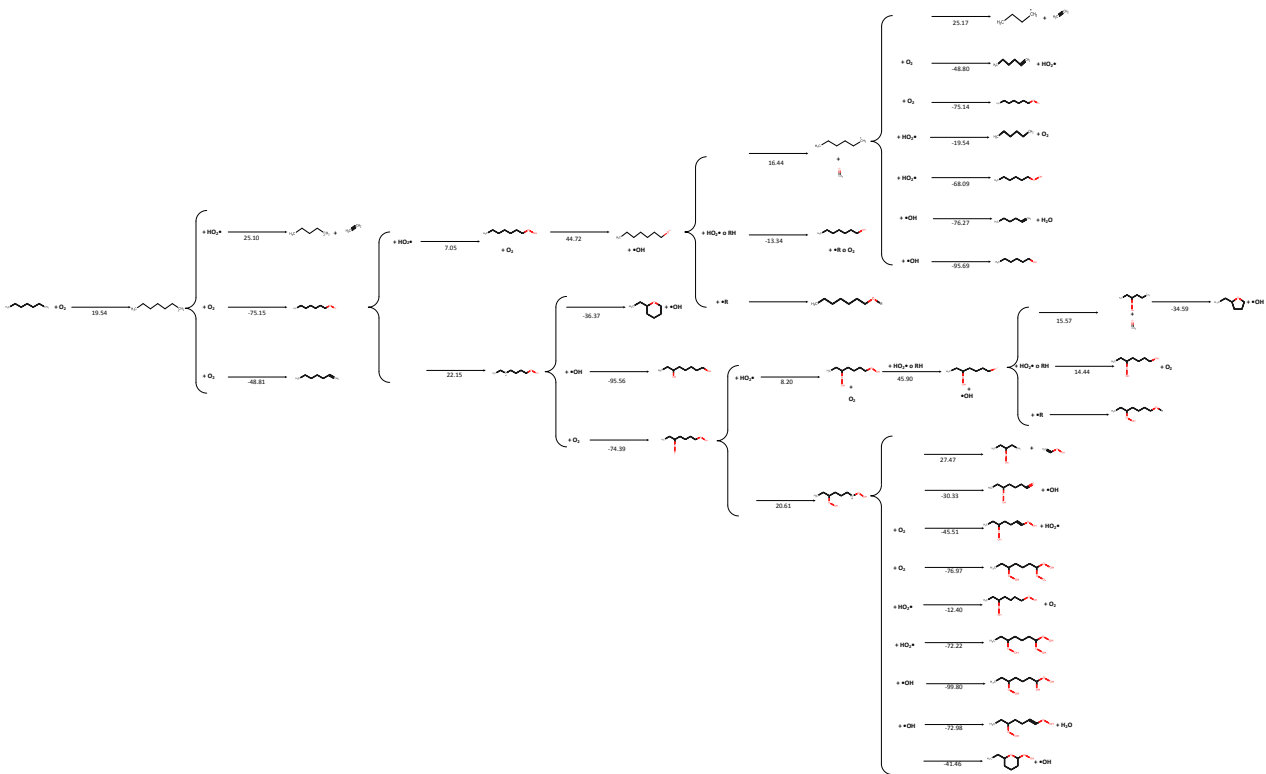 25.17
+
+ O₂
-48.80
+ HO₂•
+ O₂
-75.14
+ HO₂•
-19.54
+ O₂
16.44
+
+ HO₂•
-68.09
+ •OH
-76.27
+ H₂O
+ •OH
-95.69
+ HO₂•
25.10
+
+ HO₂•
7.05
+ O₂
44.72
+ •OH
+ HO₂• o RH
-13.34
+ •R o O₂
+ O₂
19.54
+ O₂
-75.15
-36.37
+ •OH
+ •R
15.57
+
-34.59
+ •OH
+ O₂
-48.81
22.15
+ •OH
-95.56
+ HO₂•
8.20
+
O₂
+ HO₂• o RH
45.90
+
•OH
+ HO₂• o RH
14.44
+ O₂
+ •R
+ O₂
-74.39
27.47
+
20.61
-30.33
+ •OH
+ O₂
-45.51
+ HO₂•
+ O₂
-76.97
+ HO₂•
-12.40
+ O₂
+ HO₂•
-72.22
+ •OH
-99.80
+ •OH
-72.98
+ H₂O
-41.46
+ •OH